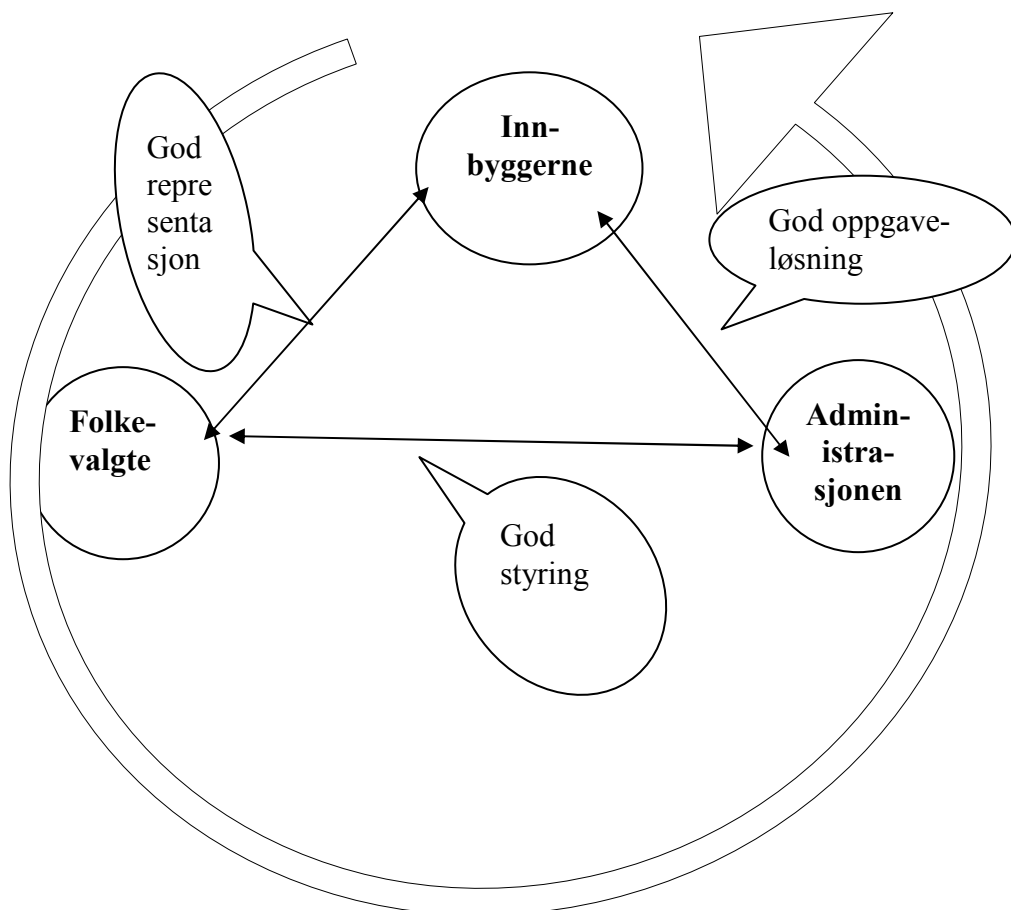 Inn-
byggerne
God
repre
senta
sjon
God oppgave-
løsning
Folke-
valgte
Admin-
istra-
sjonen
God
styring